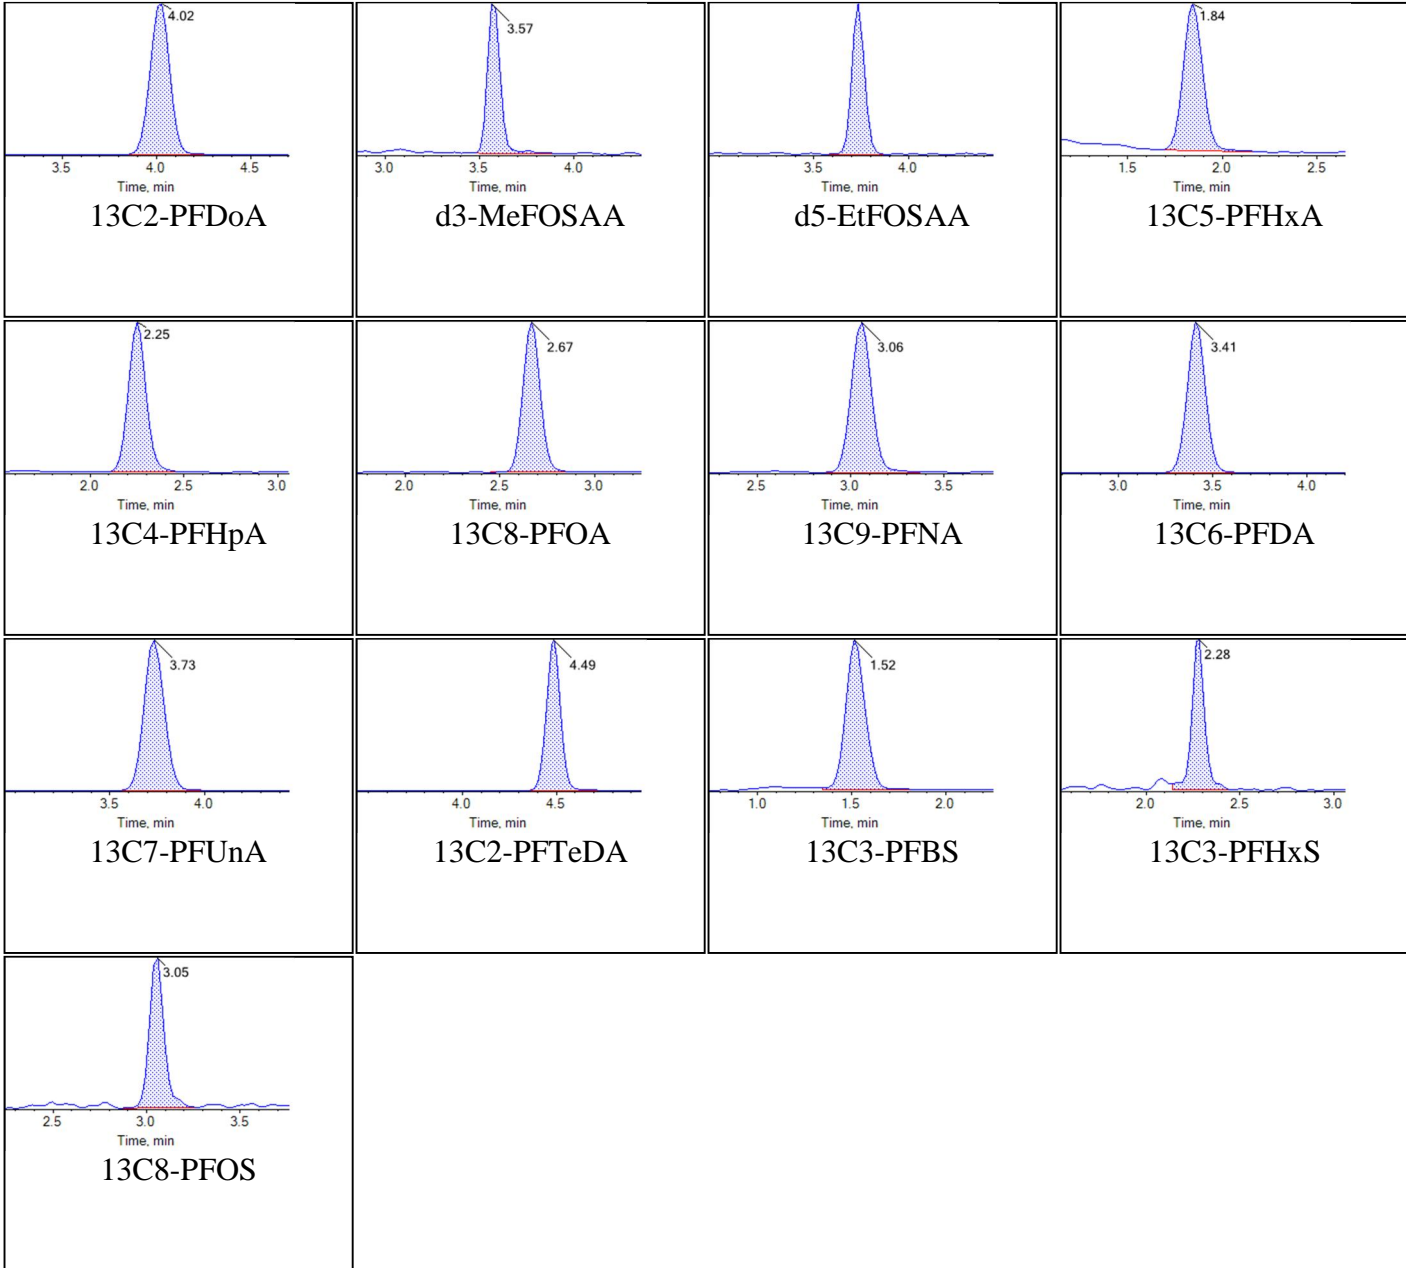 4.02
3.5 4.0 4.5
Time, min
13C2-PFDoA
3.57
3.0 3.5 4.0
Time, min
d3-MeFOSAA
3.5 4.0
Time, min
d5-EtFOSAA
1.84
1.5 2.0 2.5
Time, min
13C5-PFHxA
2.25
2.0 2.5 3.0
Time, min
13C4-PFHpA
2.67
2.0 2.5 3.0
Time, min
13C8-PFOA
3.06
2.5 3.0 3.5
Time, min
13C9-PFNA
3.41
3.0 3.5 4.0
Time, min
13C6-PFDA
3.73
3.5 4.0
Time, min
13C7-PFUnA
4.49
4.0 4.5
Time, min
13C2-PFTeDA
1.52
1.0 1.5 2.0
Time, min
13C3-PFBS
2.28
2.0 2.5 3.0
Time, min
13C3-PFHxS
3.05
2.5 3.0 3.5
Time, min
13C8-PFOS